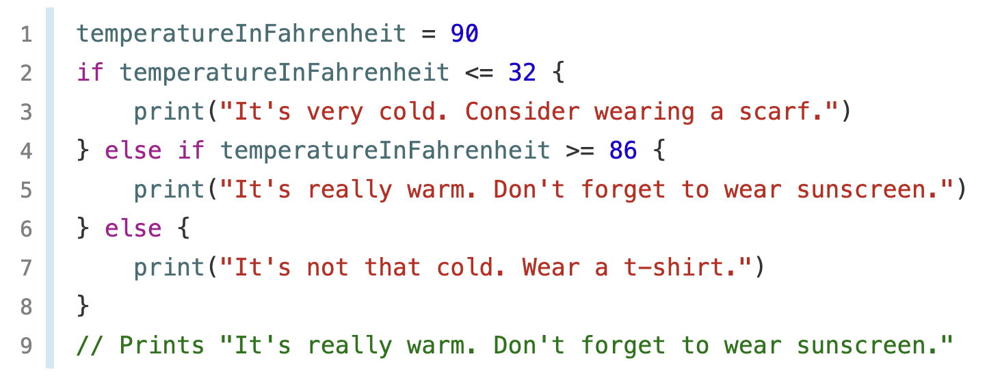 1 temperatureInFahrenheit = 90
2 if temperatureInFahrenheit <= 32 {
3     print("It's very cold. Consider wearing a scarf.")
4 } else if temperatureInFahrenheit >= 86 {
5     print("It's really warm. Don't forget to wear sunscreen.")
6 } else {
7     print("It's not that cold. Wear a t-shirt.")
8 }
9 // Prints "It's really warm. Don't forget to wear sunscreen."